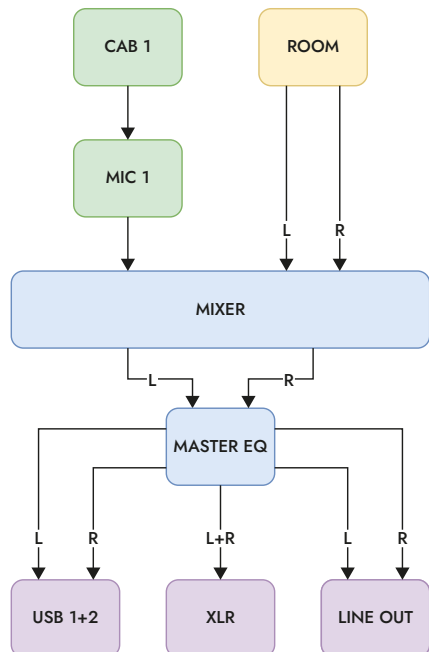 CAB 1
ROOM
MIC 1
L
R
MIXER
L
R
MASTER EQ
L
R
L+R
L
R
USB 1+2
XLR
LINE OUT